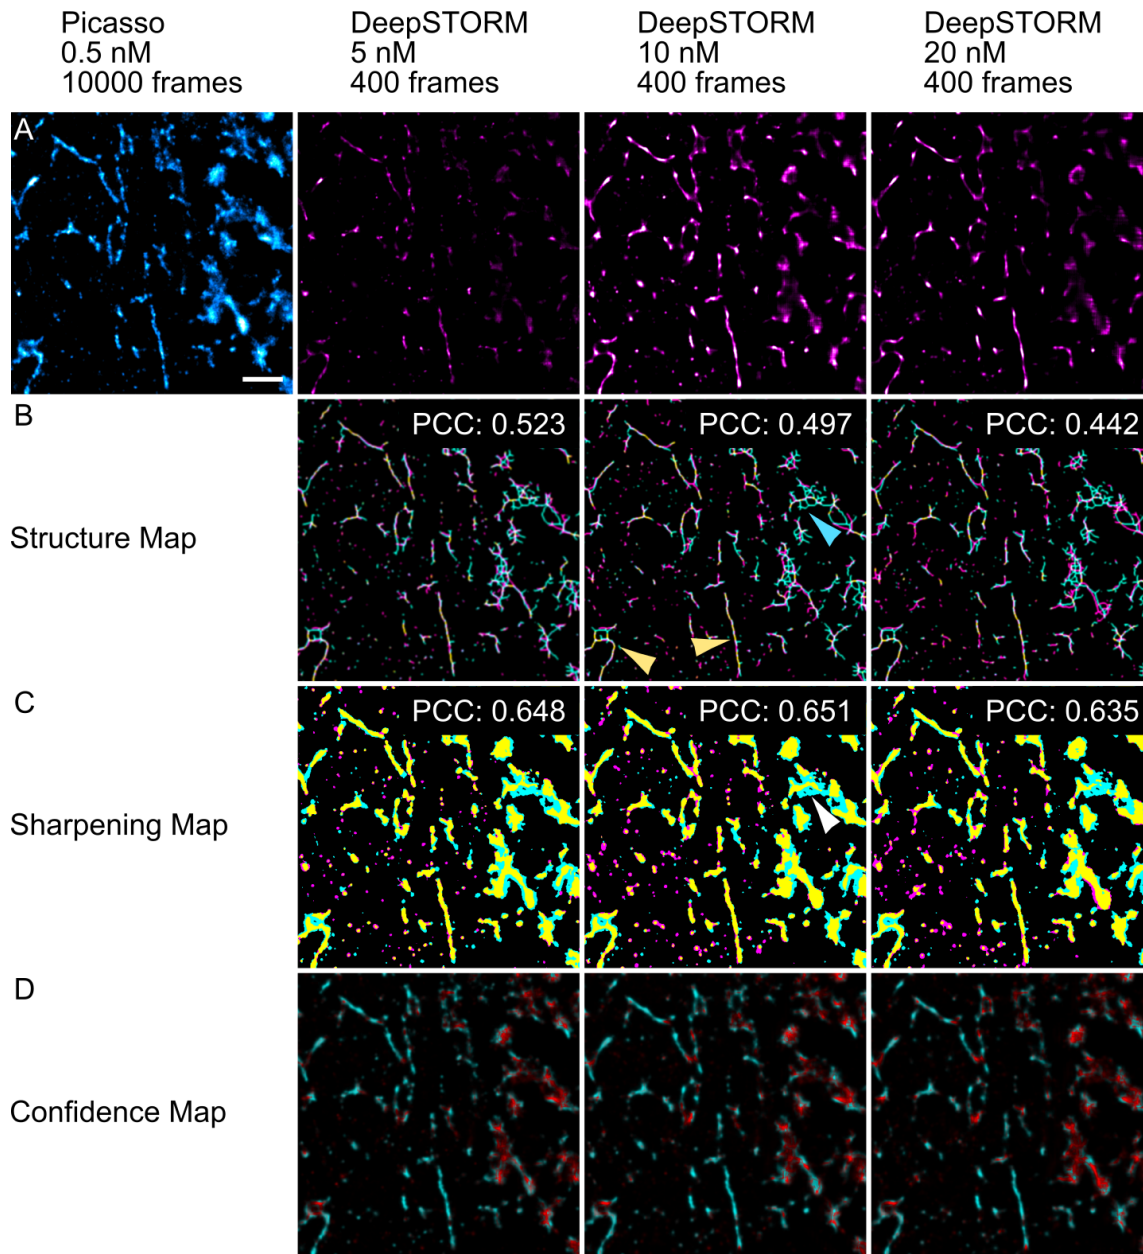 Picasso
0.5 nM
10000 frames
DeepSTORM
5 nM
400 frames
DeepSTORM
10 nM
400 frames
DeepSTORM
20 nM
400 frames
A
B
PCC: 0.523
PCC: 0.497
PCC: 0.442
Structure Map
C
PCC: 0.648
PCC: 0.651
PCC: 0.635
Sharpening Map
D
Confidence Map